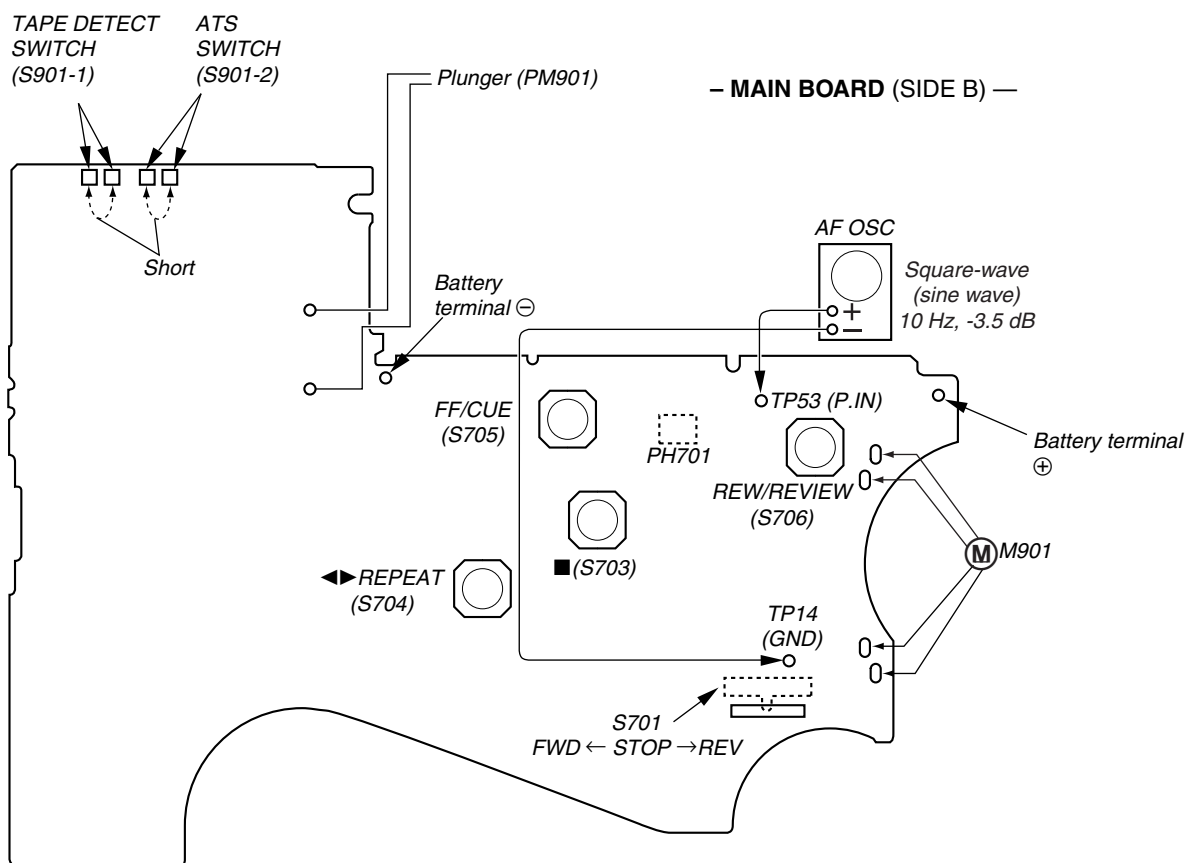 TAPE DETECT
SWITCH
(S901-1)
ATS
SWITCH
(S901-2)
Plunger (PM901)
– MAIN BOARD (SIDE B) —
Short
Battery
terminal ⊖
AF OSC
Square-wave
(sine wave)
10 Hz, -3.5 dB
+
–
FF/CUE
(S705)
PH701
TP53 (P.IN)
Battery terminal
⊕
REW/REVIEW
(S706)
■(S703)
M
M901
◀▶REPEAT
(S704)
TP14
(GND)
S701
FWD ← STOP →REV